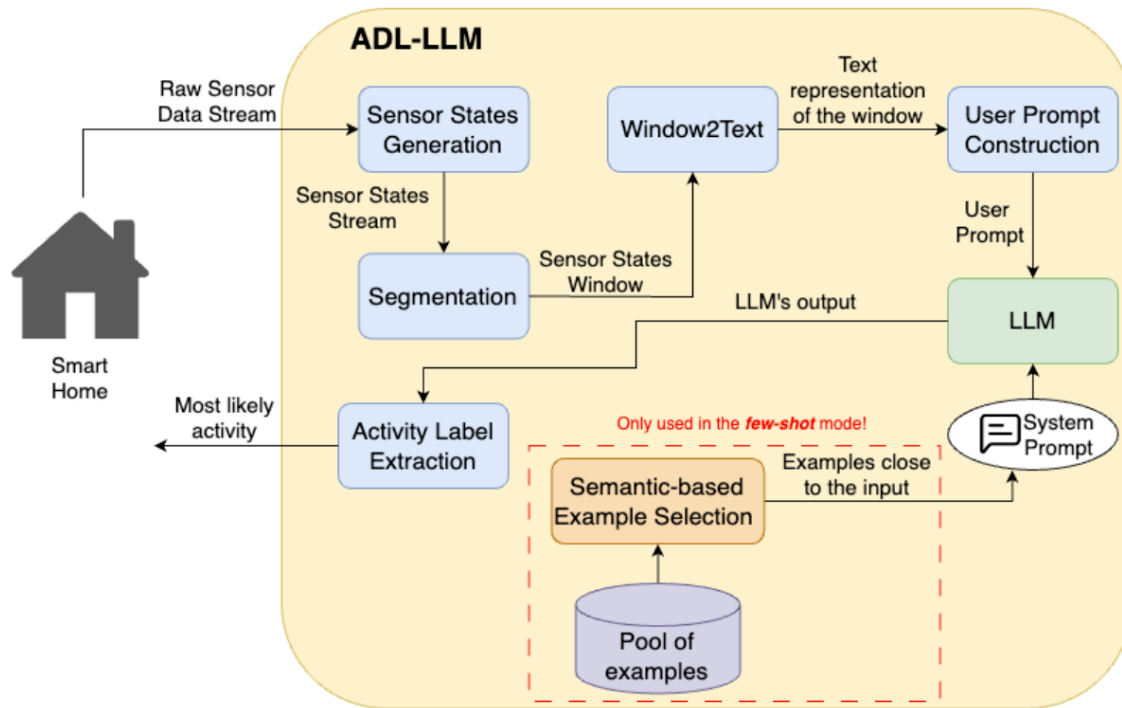 ADL-LLM
Raw Sensor
Data Stream
Sensor States
Generation
Window2Text
Text
representation
of the window
User Prompt
Construction
Sensor States
Stream
User
Prompt
Segmentation
Sensor States
Window
LLM's output
LLM
Smart
Home
Most likely
activity
Activity Label
Extraction
Only used in the few-shot mode!
System
Prompt
Semantic-based
Example Selection
Examples close
to the input
Pool of
examples